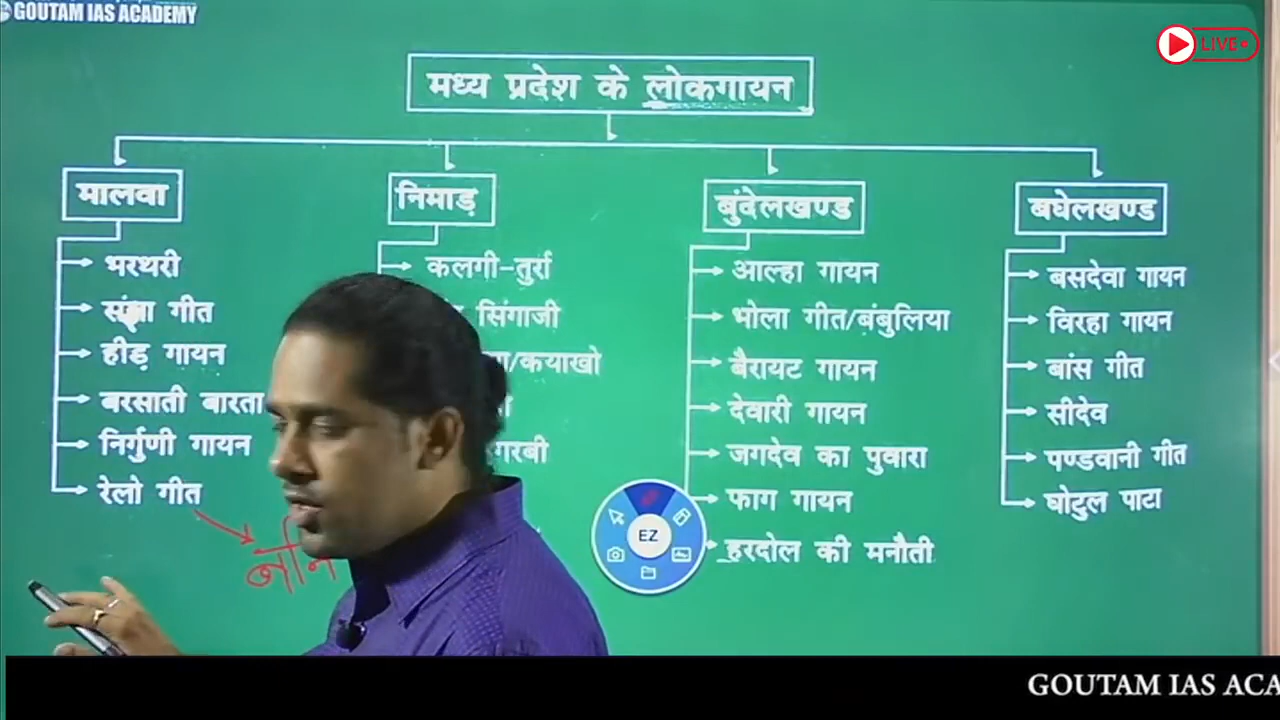 GOUTAM IAS ACADEMY
LIVE
मध्य प्रदेश के लोकगायन
मालवा
भरथरी
संझा गीत
हीड़ गायन
बरसाती बारता
निर्गुणी गायन
रेलो गीत
निमाड़
कलगी-तुर्रा
सिंगाजी
/कयाखो
गरबी
बुंदेलखण्ड
आल्हा गायन
भोला गीत/बंबुलिया
बैरायट गायन
देवारी गायन
जगदेव का पुवारा
फाग गायन
हरदोल की मनौती
बघेलखण्ड
बसदेवा गायन
विरहा गायन
बांस गीत
सीदेव
पण्डवानी गीत
घोटुल पाटा
EZ
GOUTAM IAS ACA